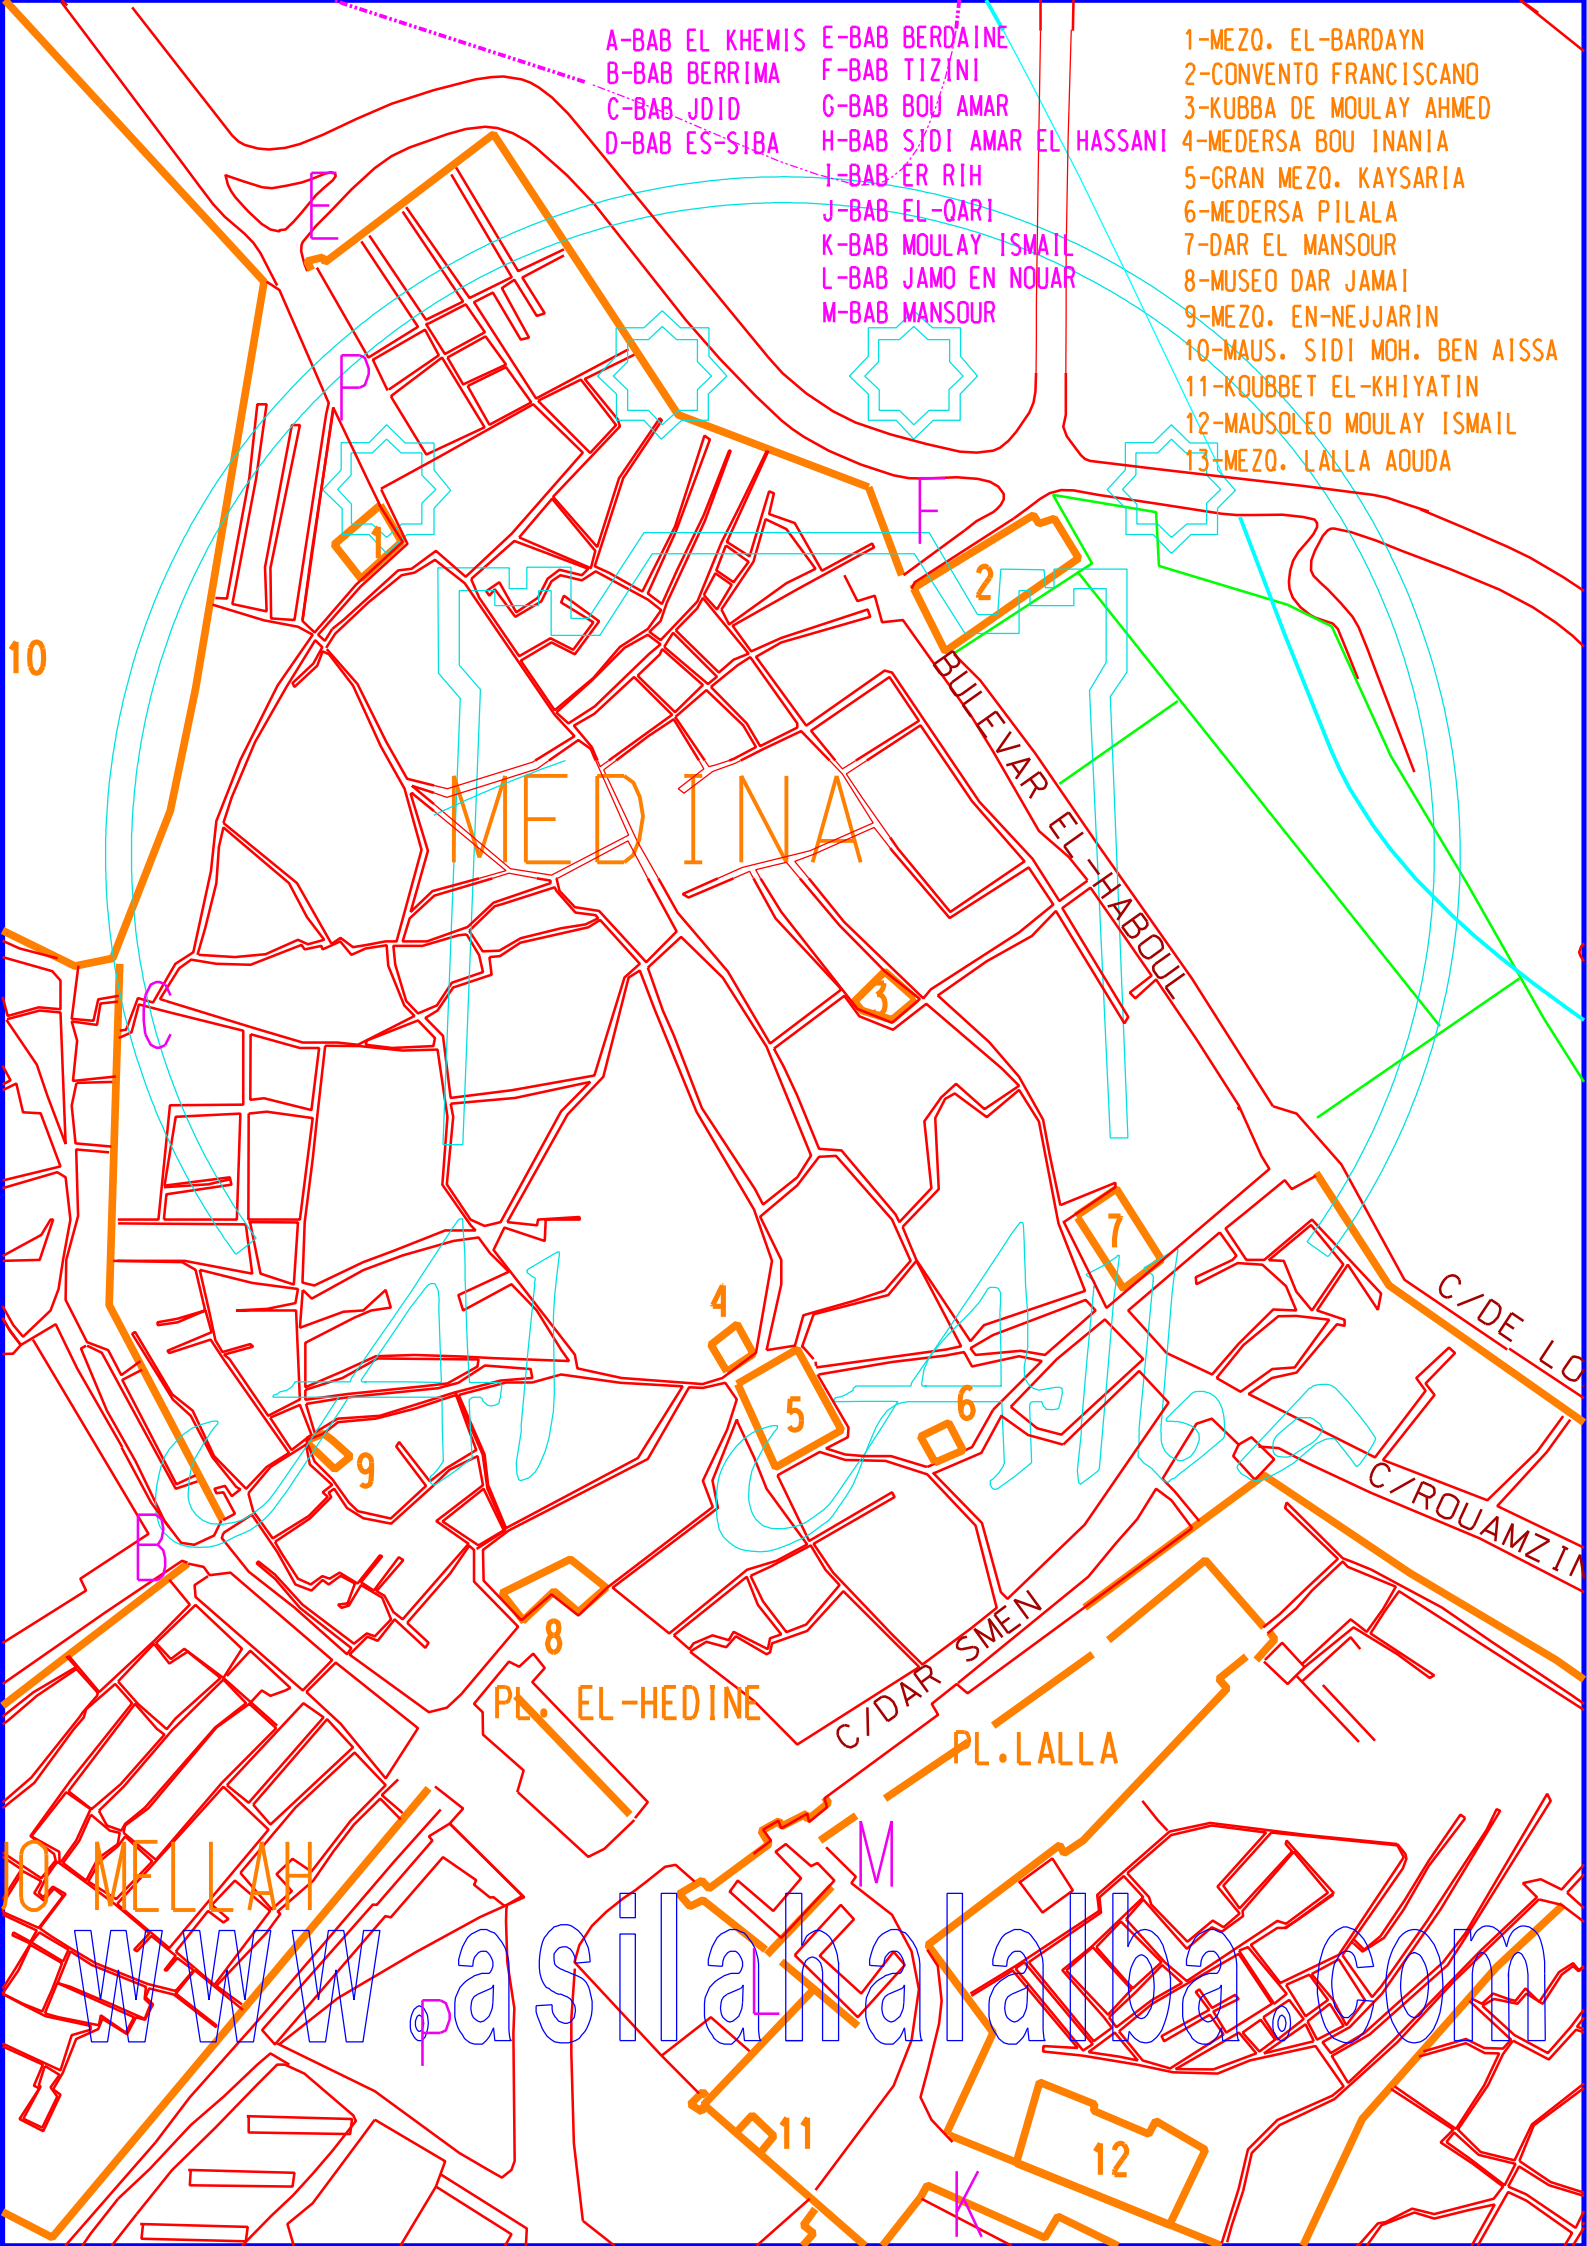 A-BAB EL KHEMIS
B-BAB BERRIMA
C-BAB JDID
D-BAB ES-SIBA
E-BAB BERDAINE
F-BAB TIZINI
G-BAB BOU AMAR
H-BAB SIDI AMAR EL HASSANI
I-BAB ER RIH
J-BAB EL-QARI
K-BAB MOULAY ISMAIL
L-BAB JAMO EN NOUAR
M-BAB MANSOUR
1-MEZQ. EL-BARDAYN
2-CONVENTO FRANCISCANO
3-KUBBA DE MOULAY AHMED
4-MEDERSA BOU INANIA
5-GRAN MEZQ. KAYSARIA
6-MEDERSA PILALA
7-DAR EL MANSOUR
8-MUSEO DAR JAMAI
9-MEZQ. EN-NEJJARIN
10-MAUS. SIDI MOH. BEN AISSA
11-KOUBBET EL-KHIYATIN
12-MAUSOLEO MOULAY ISMAIL
13-MEZQ. LALLA AOUDA
E
P
F
1
2
10
BULEVAR EL-HABOUL
MEDINA
3
C
7
4
C/DE LO
5
6
9
C/ROUAMZIN
B
8
C/DAR SMEN
PL. EL-HEDINE
PL.LALLA
M
JO MELLAH
www.asilahalalba.com
L
P
11
12
K